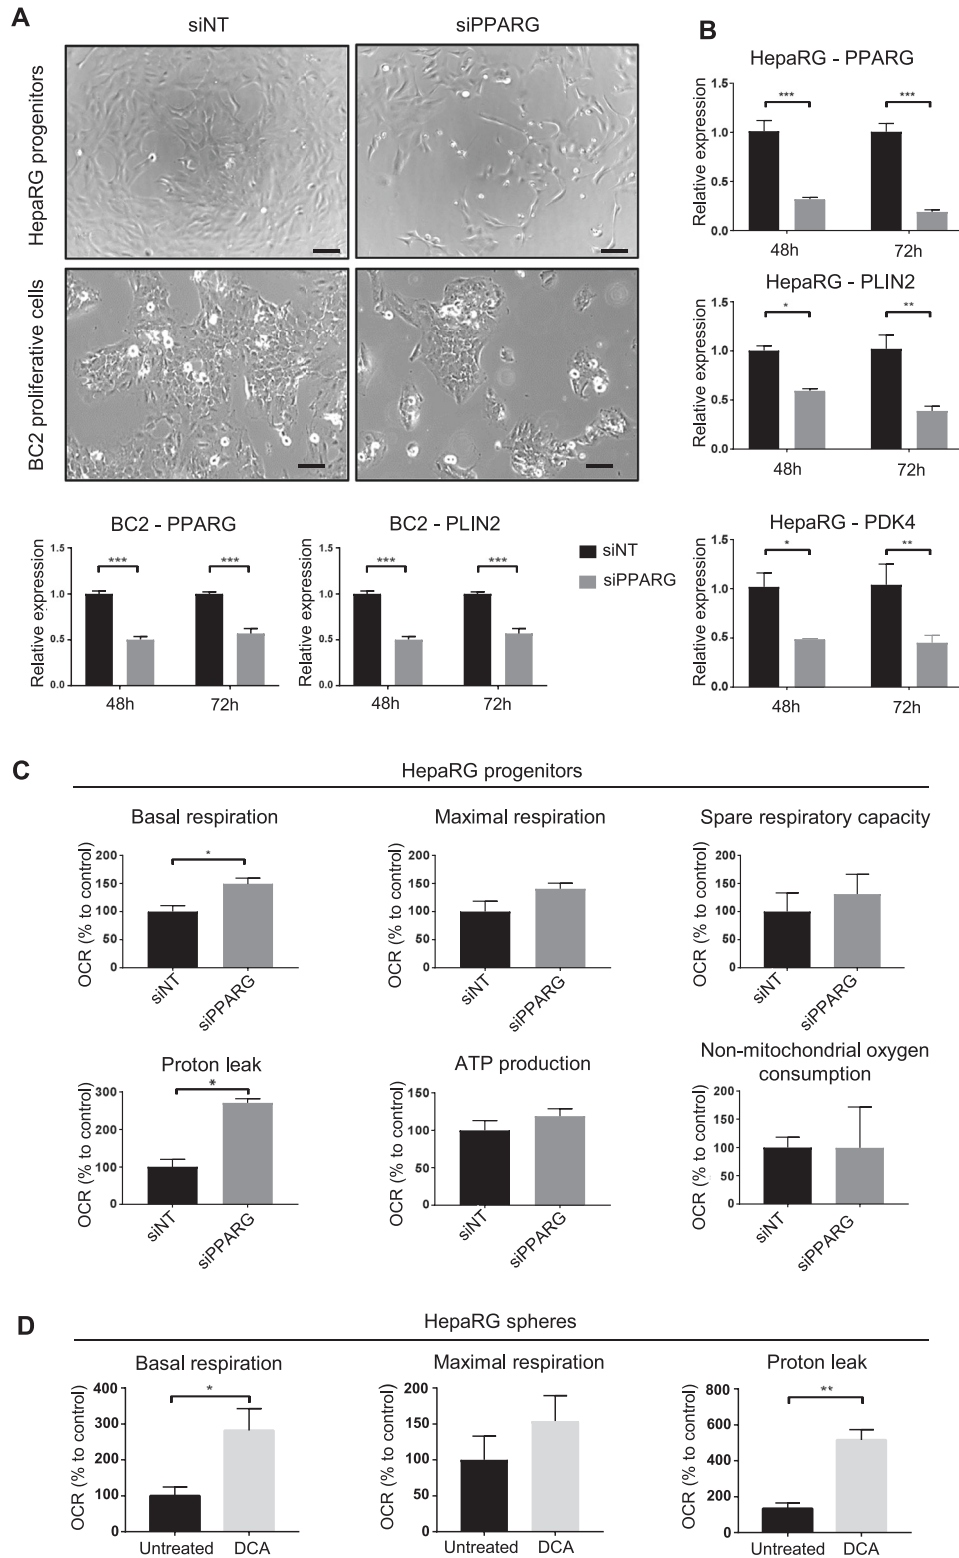 A
siNT
siPPARG
HepaRG progenitors
BC2 proliferative cells
BC2 - PPARG
Relative expression
1.5
1.0
0.5
0.0
***
***
48h
72h
BC2 - PLIN2
Relative expression
1.5
1.0
0.5
0.0
***
***
48h
72h
siNT
siPPARG
B
HepaRG - PPARG
Relative expression
1.5
1.0
0.5
0.0
***
***
48h
72h
HepaRG - PLIN2
Relative expression
1.5
1.0
0.5
0.0
*
**
48h
72h
HepaRG - PDK4
Relative expression
1.5
1.0
0.5
0.0
*
**
48h
72h
C
HepaRG progenitors
Basal respiration
OCR (% to control)
200
150
100
50
0
*
siNT
siPPARG
Maximal respiration
OCR (% to control)
200
150
100
50
0
siNT
siPPARG
Spare respiratory capacity
OCR (% to control)
200
150
100
50
0
siNT
siPPARG
Proton leak
OCR (% to control)
300
200
100
0
*
siNT
siPPARG
ATP production
OCR (% to control)
150
100
50
0
siNT
siPPARG
Non-mitochondrial oxygen
consumption
OCR (% to control)
200
150
100
50
0
siNT
siPPARG
D
HepaRG spheres
Basal respiration
OCR (% to control)
400
300
200
100
0
*
Untreated
DCA
Maximal respiration
OCR (% to control)
200
150
100
50
0
Untreated
DCA
Proton leak
OCR (% to control)
800
600
400
200
0
**
Untreated
DCA